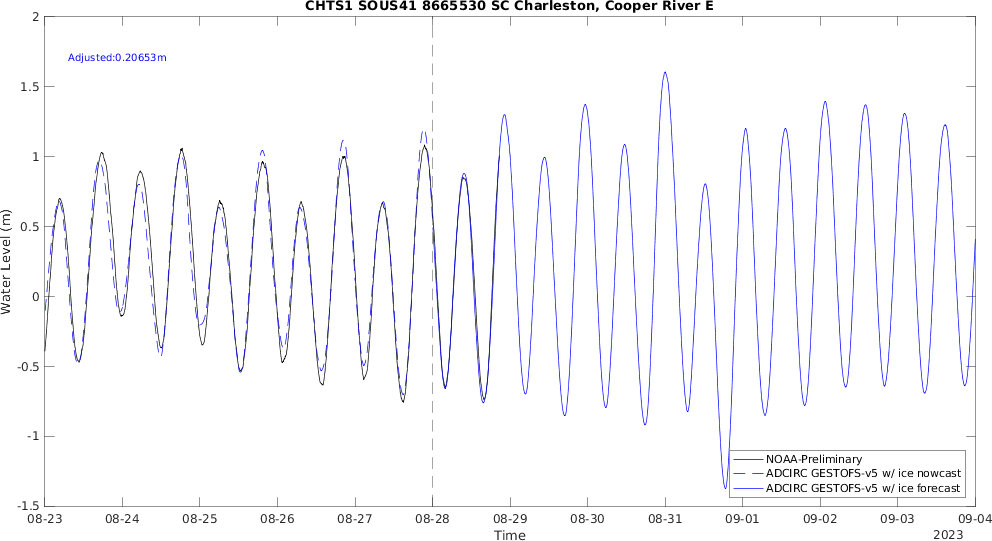 CHTS1 SOUS41 8665530 SC Charleston, Cooper River E
Adjusted:0.20653m
2
1.5
1
0.5
0
-0.5
-1
-1.5
Water Level (m)
NOAA-Preliminary
ADCIRC GESTOFS-v5 w/ ice nowcast
ADCIRC GESTOFS-v5 w/ ice forecast
08-23 08-24 08-25 08-26 08-27 08-28 08-29 08-30 08-31 09-01 09-02 09-03 09-04
Time
2023